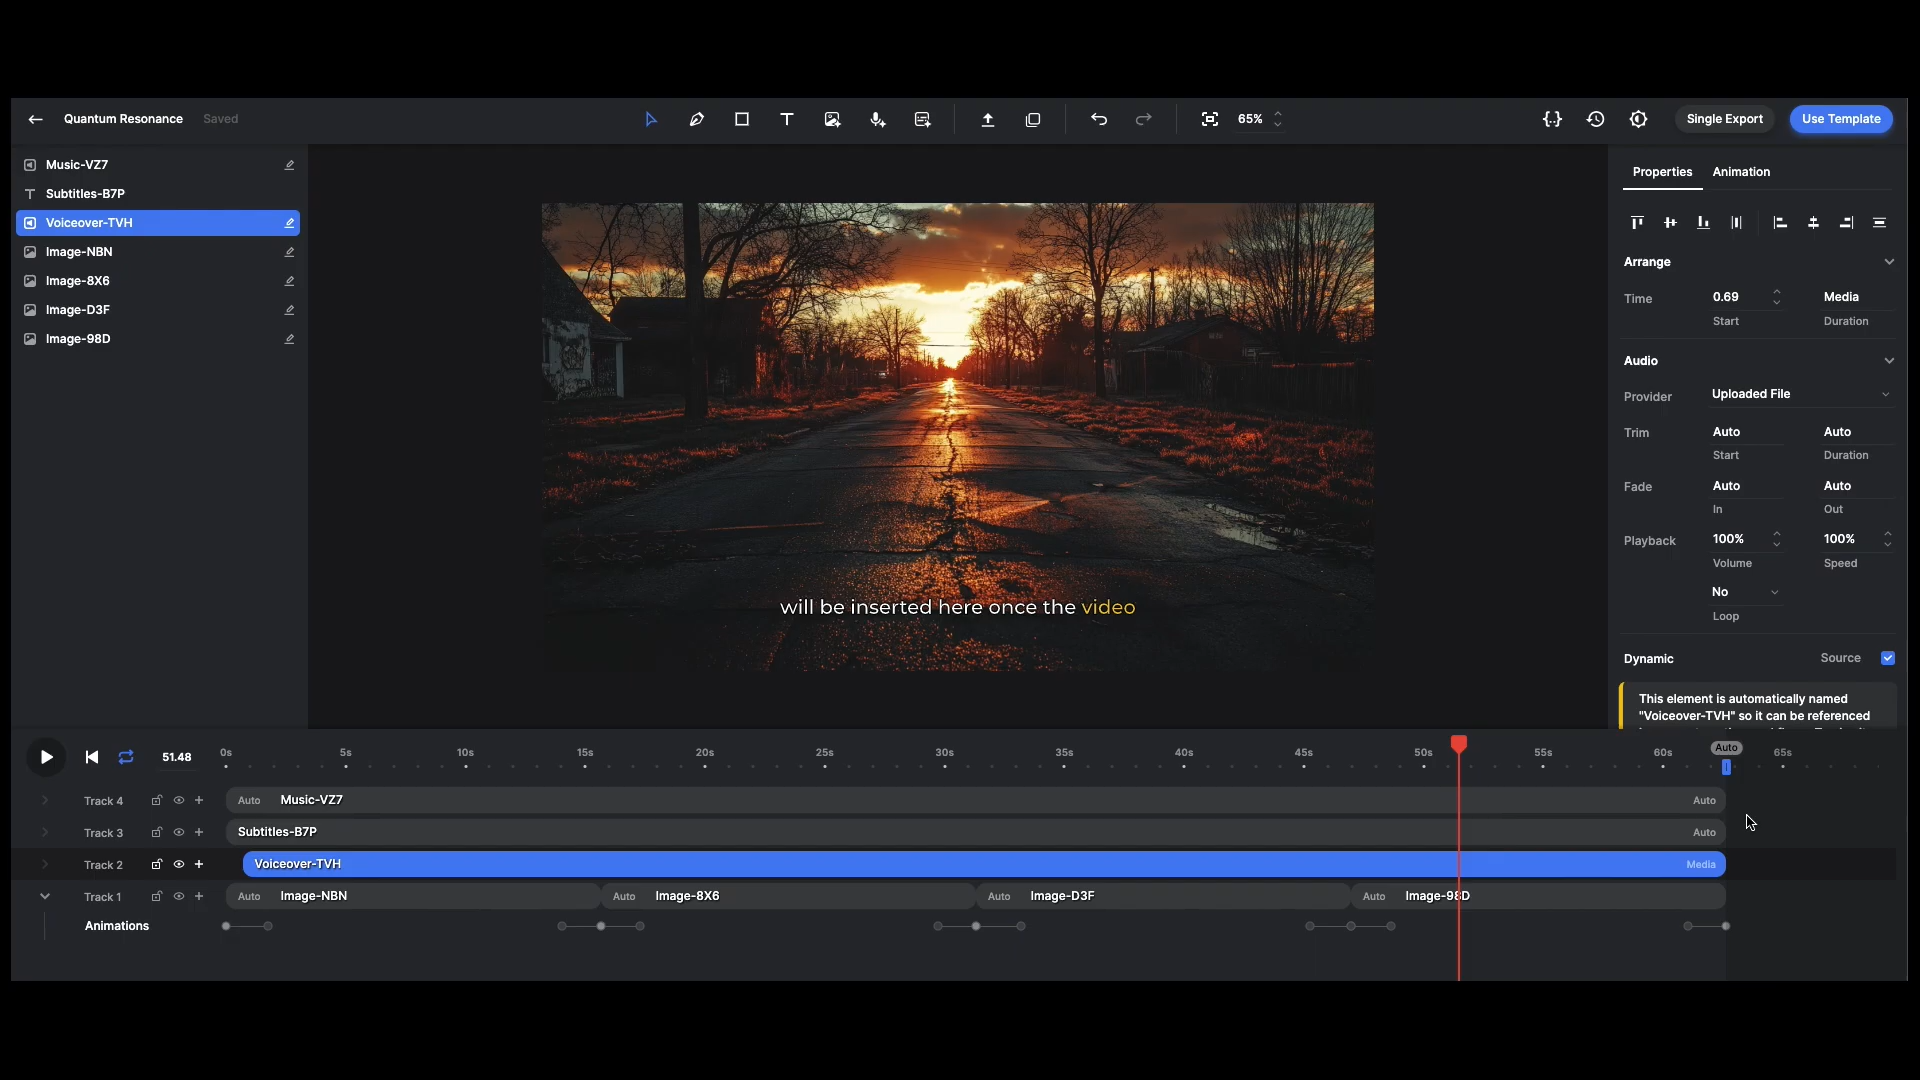 Quantum Resonance Saved
65%
Single Export
Use Template
Music-VZ7
Subtitles-B7P
Voiceover-TVH
Image-NBN
Image-8X6
Image-D3F
Image-98D
will be inserted here once the video
Properties Animation
Arrange
Time 0.69 Media
Start Duration
Audio
Provider Uploaded File
Trim Auto Auto
Start Duration
Fade Auto Auto
In Out
Playback 100% 100%
Volume Speed
No
Loop
Dynamic Source
This element is automatically named
"Voiceover-TVH" so it can be referenced
51.48 0s 5s 10s 15s 20s 25s 30s 35s 40s 45s 50s 55s 60s Auto 65s
Track 4 Auto Music-VZ7 Auto
Track 3 Subtitles-B7P Auto
Track 2 Voiceover-TVH Media
Track 1 Auto Image-NBN Auto Image-8X6 Auto Image-D3F Auto Image-98D
Animations